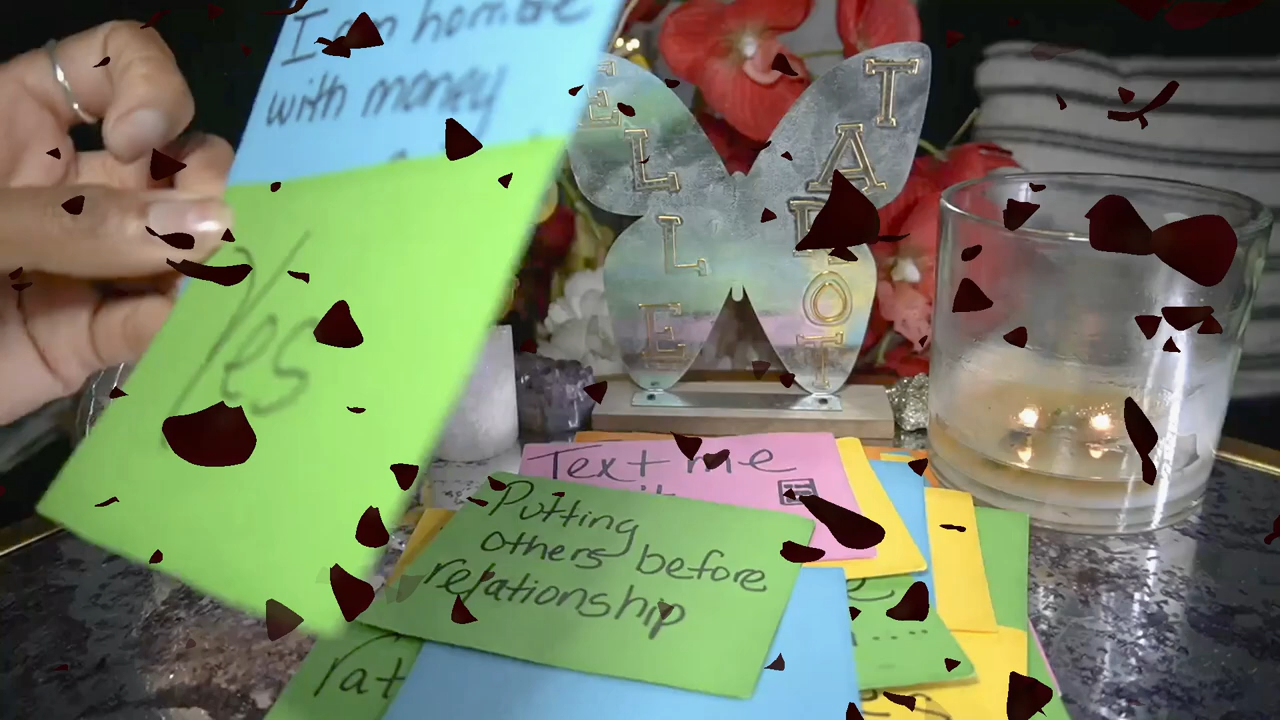 I am horrible
with money
Yes
ELLE
TAROT
Text me
Putting
others before
relationship
rat